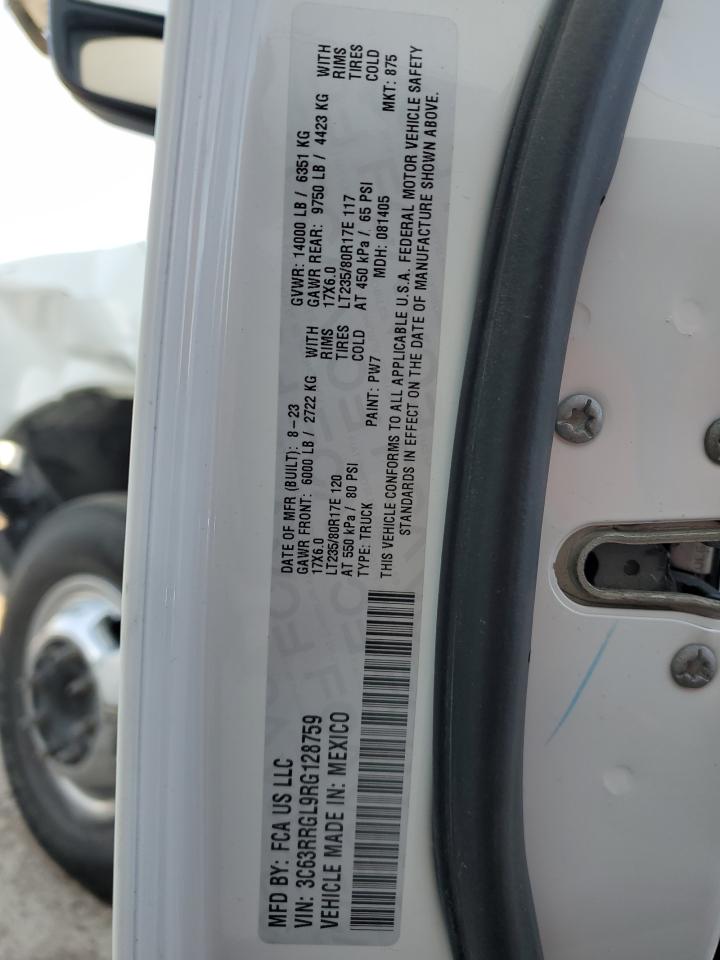 MFD BY: FCA US LLC
VIN: 3C63RRGL9RG128759
VEHICLE MADE IN: MEXICO
DATE OF MFR (BUILT): 8-23
GAWR FRONT: 6000 LB / 2722 KG WITH
17X6.0 RIMS
LT235/80R17E 120 TIRES
AT 550 kPa / 80 PSI COLD
TYPE: TRUCK PAINT: PW7
GVWR: 14000 LB / 6351 KG
GAWR REAR: 9750 LB / 4423 KG WITH
17X6.0 RIMS
LT235/80R17E 117 TIRES
AT 450 kPa / 65 PSI COLD
MDH: 081405 MKT: 875
THIS VEHICLE CONFORMS TO ALL APPLICABLE U.S.A. FEDERAL MOTOR VEHICLE SAFETY
STANDARDS IN EFFECT ON THE DATE OF MANUFACTURE SHOWN ABOVE.